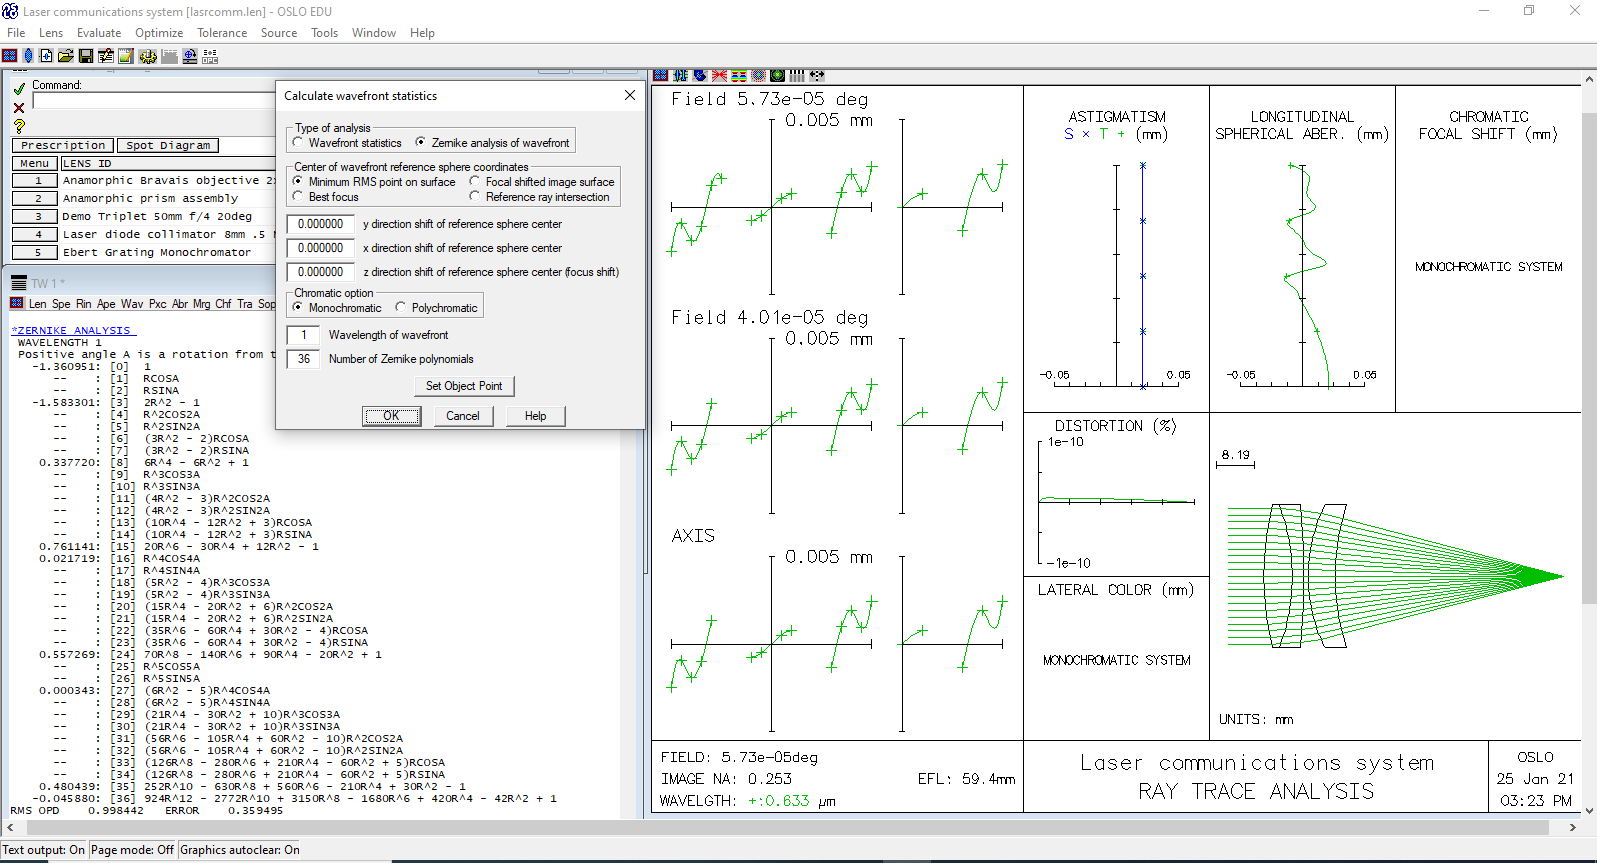 Laser communications system [lasrcomm.len] - OSLO EDU
File Lens Evaluate Optimize Tolerance Source Tools Window Help
Command:
Prescription Spot Diagram
Menu LENS ID
1 Anamorphic Bravais objective 2x
2 Anamorphic prism assembly
3 Demo Triplet 50mm f/4 20deg
4 Laser diode collimator 8mm .5
5 Ebert Grating Monochromator
TW 1 *
Len Spe Rin Ape Wav Pxc Abr Mrg Chf Tra Sop
*ZERNIKE ANALYSIS
WAVELENGTH 1
Positive angle A is a rotation from t
-1.360951: [0] 1
-- : [1] RCOSA
-- : [2] RSINA
-1.583301: [3] 2R^2 - 1
-- : [4] R^2COS2A
-- : [5] R^2SIN2A
-- : [6] (3R^2 - 2)RCOSA
-- : [7] (3R^2 - 2)RSINA
0.337720: [8] 6R^4 - 6R^2 + 1
-- : [9] R^3COS3A
-- : [10] R^3SIN3A
-- : [11] (4R^2 - 3)R^2COS2A
-- : [12] (4R^2 - 3)R^2SIN2A
-- : [13] (10R^4 - 12R^2 + 3)RCOSA
-- : [14] (10R^4 - 12R^2 + 3)RSINA
0.761141: [15] 20R^6 - 30R^4 + 12R^2 - 1
0.021719: [16] R^4COS4A
-- : [17] R^4SIN4A
-- : [18] (5R^2 - 4)R^3COS3A
-- : [19] (5R^2 - 4)R^3SIN3A
-- : [20] (15R^4 - 20R^2 + 6)R^2COS2A
-- : [21] (15R^4 - 20R^2 + 6)R^2SIN2A
-- : [22] (35R^6 - 60R^4 + 30R^2 - 4)RCOSA
-- : [23] (35R^6 - 60R^4 + 30R^2 - 4)RSINA
0.557269: [24] 70R^8 - 140R^6 + 90R^4 - 20R^2 + 1
-- : [25] R^5COS5A
-- : [26] R^5SIN5A
0.000343: [27] (6R^2 - 5)R^4COS4A
-- : [28] (6R^2 - 5)R^4SIN4A
-- : [29] (21R^4 - 30R^2 + 10)R^3COS3A
-- : [30] (21R^4 - 30R^2 + 10)R^3SIN3A
-- : [31] (56R^6 - 105R^4 + 60R^2 - 10)R^2COS2A
-- : [32] (56R^6 - 105R^4 + 60R^2 - 10)R^2SIN2A
-- : [33] (126R^8 - 280R^6 + 210R^4 - 60R^2 + 5)RCOSA
-- : [34] (126R^8 - 280R^6 + 210R^4 - 60R^2 + 5)RSINA
0.480439: [35] 252R^10 - 630R^8 + 560R^6 - 210R^4 + 30R^2 - 1
-0.045880: [36] 924R^12 - 2772R^10 + 3150R^8 - 1680R^6 + 420R^4 - 42R^2 + 1
RMS OPD 0.998442 ERROR 0.359495
Text output: On Page mode: Off Graphics autoclear: On
Calculate wavefront statistics
Type of analysis
Wavefront statistics Zernike analysis of wavefront
Center of wavefront reference sphere coordinates
Minimum RMS point on surface Focal shifted image surface
Best focus Reference ray intersection
0.000000 y direction shift of reference sphere center
0.000000 x direction shift of reference sphere center
0.000000 z direction shift of reference sphere center (focus shift)
Chromatic option
Monochromatic Polychromatic
1 Wavelength of wavefront
36 Number of Zernike polynomials
Set Object Point
OK Cancel Help
Field 5.73e-05 deg
0.005 mm
Field 4.01e-05 deg
0.005 mm
AXIS
0.005 mm
ASTIGMATISM
S × T + (mm)
-0.05 0.05
LONGITUDINAL
SPHERICAL ABER. (mm)
-0.05 0.05
CHROMATIC
FOCAL SHIFT (mm)
MONOCHROMATIC SYSTEM
DISTORTION (%)
1e-10
-1e-10
LATERAL COLOR (mm)
MONOCHROMATIC SYSTEM
8.19
UNITS: mm
FIELD: 5.73e-05deg
IMAGE NA: 0.253 EFL: 59.4mm
WAVELGTH: +:0.633 µm
Laser communications system
RAY TRACE ANALYSIS
OSLO
25 Jan 21
03:23 PM